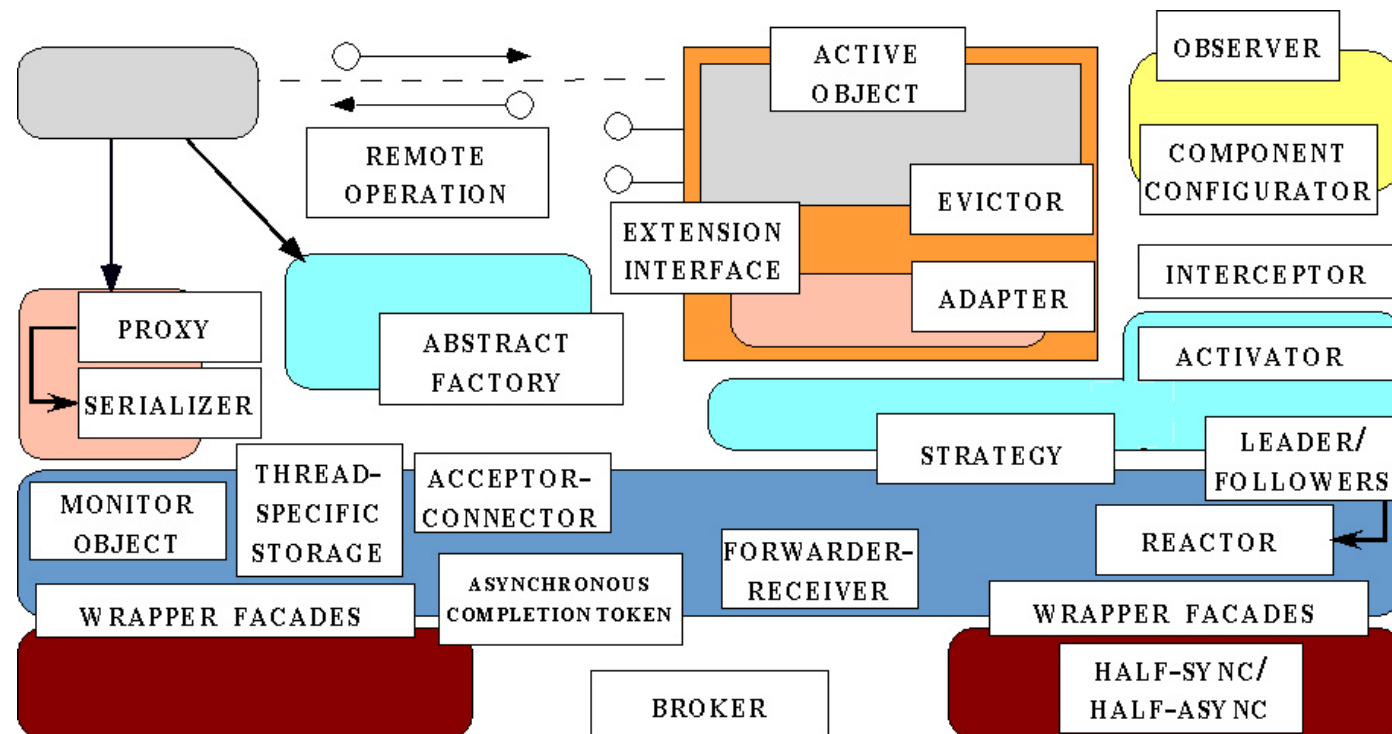 OBSERVER
ACTIVE
OBJECT
REMOTE
OPERATION
COMPONENT
CONFIGURATOR
EVICTOR
EXTENSION
INTERFACE
INTERCEPTOR
ADAPTER
PROXY
ABSTRACT
FACTORY
ACTIVATOR
SERIALIZER
STRATEGY
LEADER/
FOLLOWERS
THREAD-
SPECIFIC
STORAGE
ACCEPTOR-
CONNECTOR
MONITOR
OBJECT
REACTOR
FORWARDER-
RECEIVER
ASYNCHRONOUS
COMPLETION TOKEN
WRAPPER FACADES
WRAPPER FACADES
HALF-SYNC/
HALF-ASYNC
BROKER